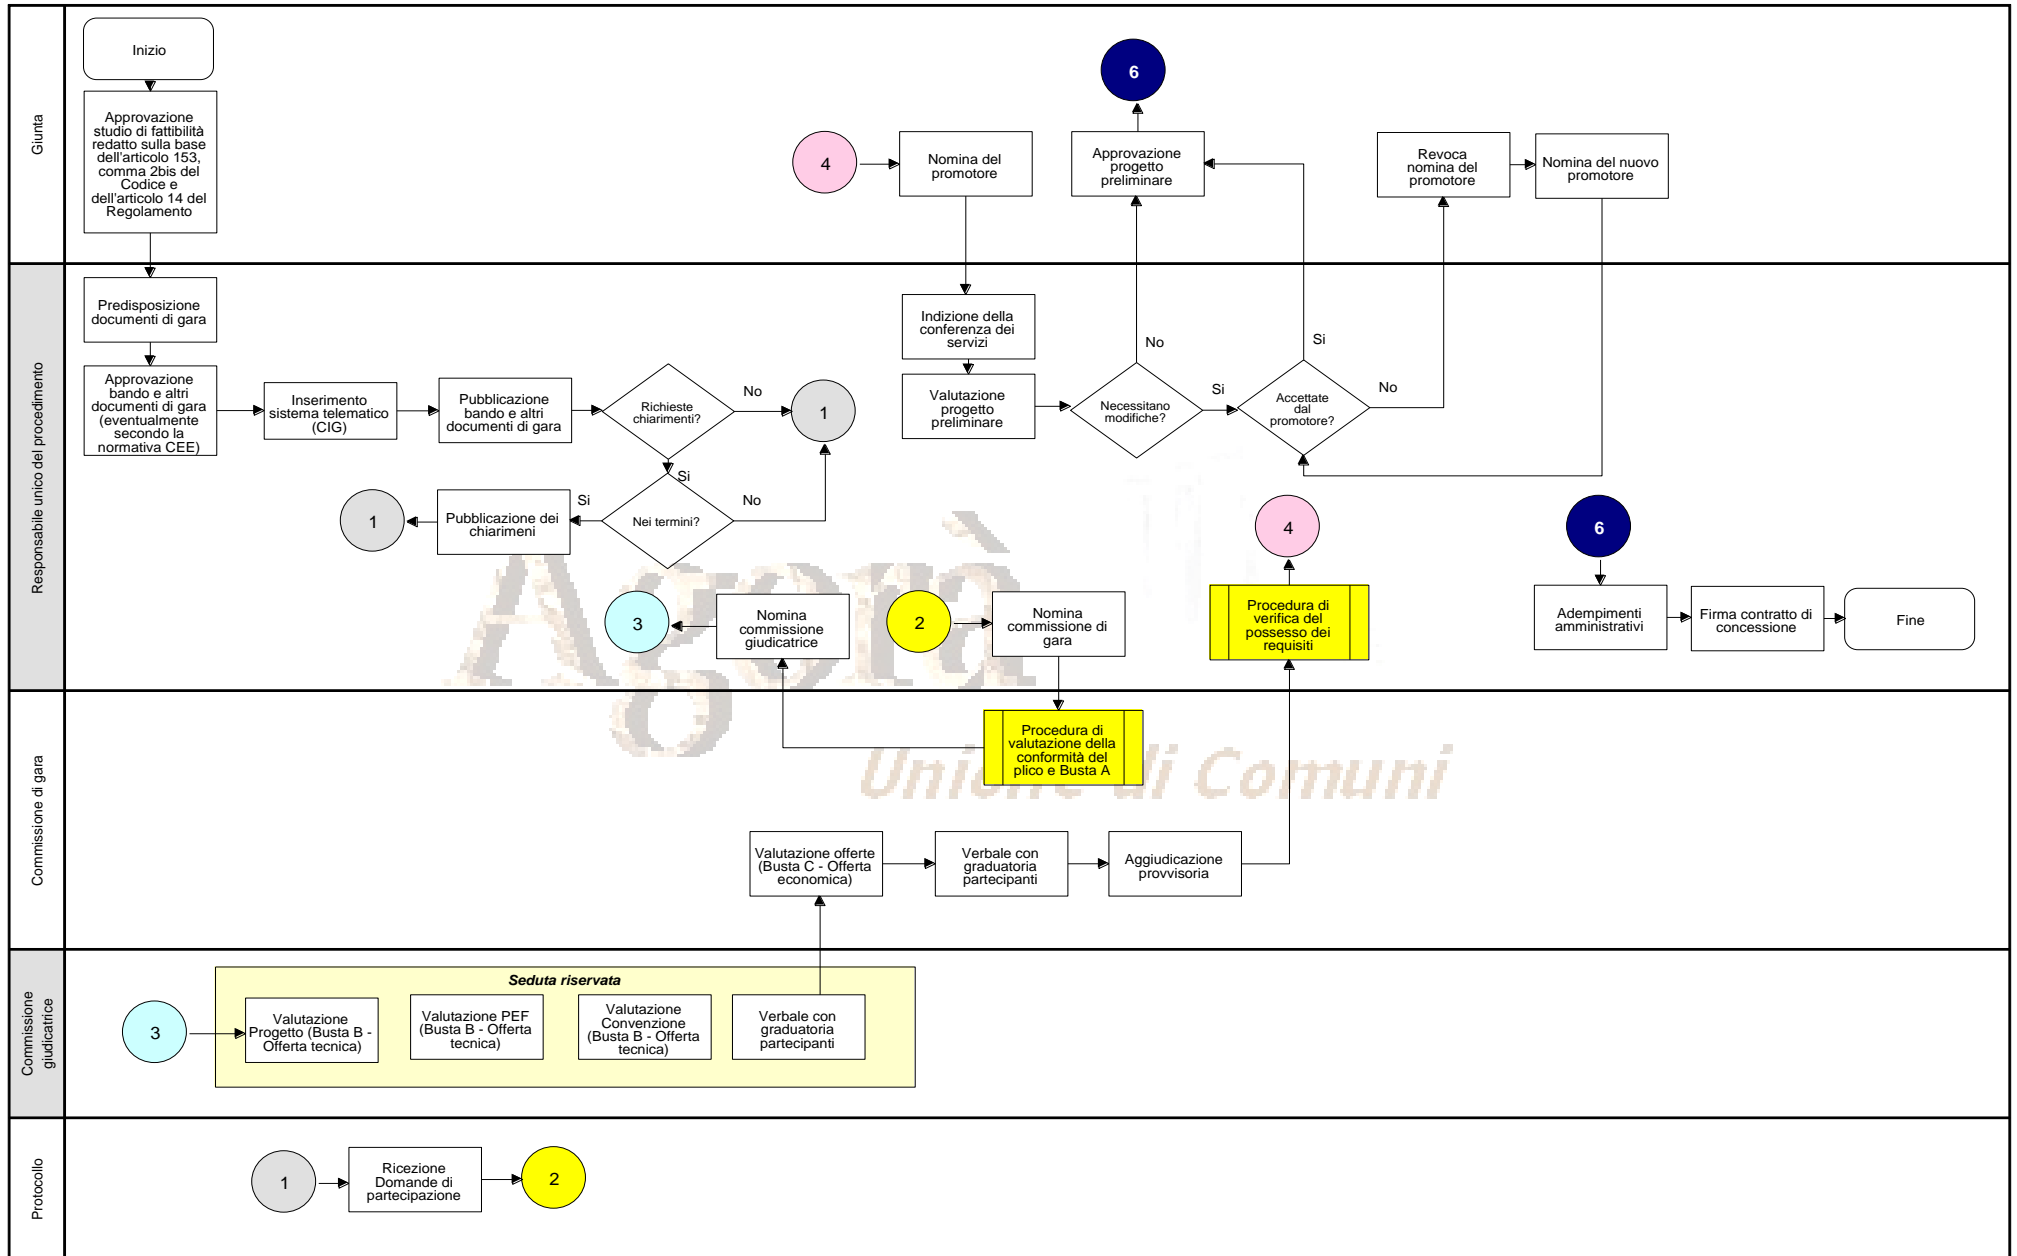 Giunta
Inizio
Approvazione
studio di fattibilità
redatto sulla base
dell'articolo 153,
comma 2bis del
Codice e
dell'articolo 14 del
Regolamento
4
Nomina del
promotore
6
Approvazione
progetto
preliminare
Revoca
nomina del
promotore
Nomina del nuovo
promotore
Responsabile unico del procedimento
Predisposizione
documenti di gara
Approvazione
bando e altri
documenti di gara
(eventualmente
secondo la
normativa CEE)
Inserimento
sistema telematico
(CIG)
Pubblicazione
bando e altri
documenti di gara
Richieste
chiarimenti?
No
1
Si
Nei termini?
No
Si
Pubblicazione dei
chiarimeni
1
Indizione della
conferenza dei
servizi
Valutazione
progetto
preliminare
Necessitano
modifiche?
No
Si
Accettate
dal
promotore?
Si
No
3
Nomina
commissione
giudicatrice
2
Nomina
commissione di
gara
4
Procedura di
verifica del
possesso dei
requisiti
6
Adempimenti
amministrativi
Firma contratto di
concessione
Fine
Agorà
Unione di Comuni
Commissione di gara
Procedura di
valutazione della
conformità del
plico e Busta A
Valutazione offerte
(Busta C - Offerta
economica)
Verbale con
graduatoria
partecipanti
Aggiudicazione
provvisoria
Commissione
giudicatrice
3
Seduta riservata
Valutazione
Progetto (Busta B -
Offerta tecnica)
Valutazione PEF
(Busta B - Offerta
tecnica)
Valutazione
Convenzione
(Busta B - Offerta
tecnica)
Verbale con
graduatoria
partecipanti
Protocollo
1
Ricezione
Domande di
partecipazione
2